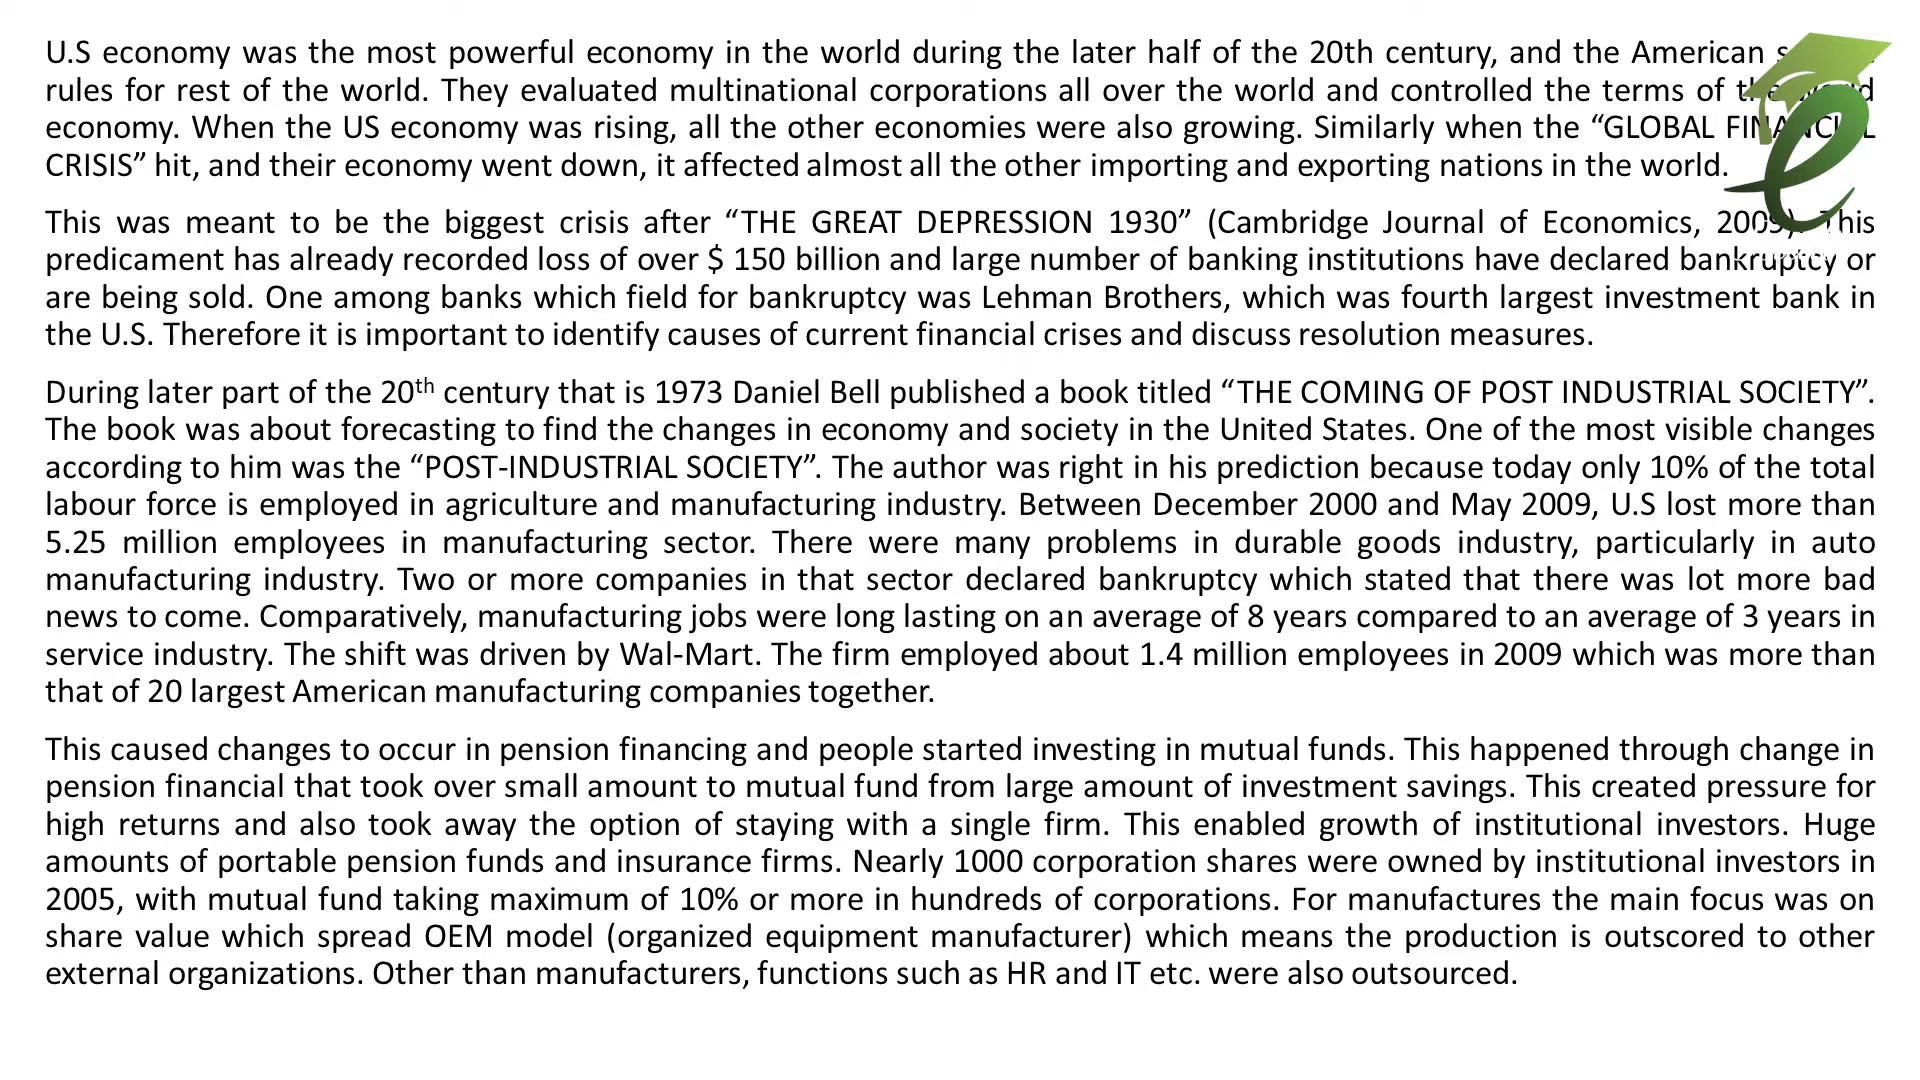 U.S economy was the most powerful economy in the world during the later half of the 20th century, and the American
rules for rest of the world. They evaluated multinational corporations all over the world and controlled the terms of the world
economy. When the US economy was rising, all the other economies were also growing. Similarly when the “GLOBAL FINANCIAL
CRISIS” hit, and their economy went down, it affected almost all the other importing and exporting nations in the world.
This was meant to be the biggest crisis after “THE GREAT DEPRESSION 1930” (Cambridge Journal of Economics, 2009). This
predicament has already recorded loss of over $ 150 billion and large number of banking institutions have declared bankruptcy or
are being sold. One among banks which field for bankruptcy was Lehman Brothers, which was fourth largest investment bank in
the U.S. Therefore it is important to identify causes of current financial crises and discuss resolution measures.
During later part of the 20th century that is 1973 Daniel Bell published a book titled “THE COMING OF POST INDUSTRIAL SOCIETY”.
The book was about forecasting to find the changes in economy and society in the United States. One of the most visible changes
according to him was the “POST-INDUSTRIAL SOCIETY”. The author was right in his prediction because today only 10% of the total
labour force is employed in agriculture and manufacturing industry. Between December 2000 and May 2009, U.S lost more than
5.25 million employees in manufacturing sector. There were many problems in durable goods industry, particularly in auto
manufacturing industry. Two or more companies in that sector declared bankruptcy which stated that there was lot more bad
news to come. Comparatively, manufacturing jobs were long lasting on an average of 8 years compared to an average of 3 years in
service industry. The shift was driven by Wal-Mart. The firm employed about 1.4 million employees in 2009 which was more than
that of 20 largest American manufacturing companies together.
This caused changes to occur in pension financing and people started investing in mutual funds. This happened through change in
pension financial that took over small amount to mutual fund from large amount of investment savings. This created pressure for
high returns and also took away the option of staying with a single firm. This enabled growth of institutional investors. Huge
amounts of portable pension funds and insurance firms. Nearly 1000 corporation shares were owned by institutional investors in
2005, with mutual fund taking maximum of 10% or more in hundreds of corporations. For manufactures the main focus was on
share value which spread OEM model (organized equipment manufacturer) which means the production is outscored to other
external organizations. Other than manufacturers, functions such as HR and IT etc. were also outsourced.